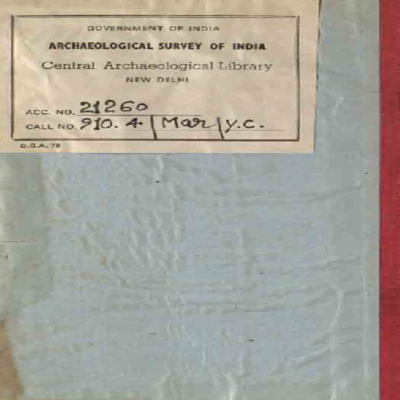 GOVERNMENT OF INDIA
ARCHAEOLOGICAL SURVEY OF INDIA
Central Archaeological Library
NEW DELHI
ACC. NO. 21260
CALL NO. 910.4/Mar/y.c.
D.G.A. 79